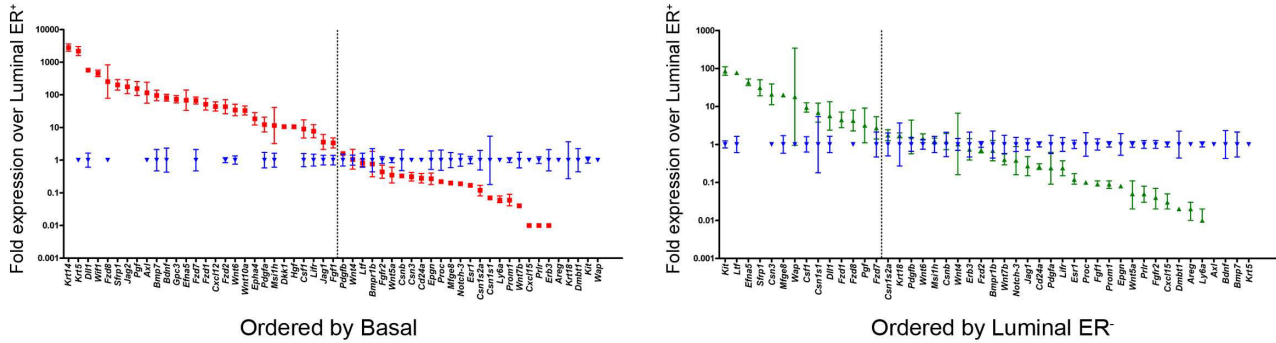 Fold expression over Luminal ER+
10000
1000
100
10
1
0.1
0.01
0.001
Krt14
Krt5
Dll1
Wif1
Fzd8
Sfrp1
Jag2
Pgf
Axl
Bmp7
Bdnf
Gpc3
Efna5
Fzd7
Fzd1
Cxcl12
Fzd2
Wnt6
Wnt10a
Epha4
Pdgfa
Msi1h
Dkk1
Hgf
Csf1
Lifr
Jag1
Fgf1
Pdgfb
Wnt4
Ltf
Bmpr1b
Fgfr2
Wnt5a
Csnb
Csn3
Cd24a
Epgn
Proc
Mfge8
Notch-3
Esr1
Csn1s2a
Csn1s1
Ly6a
Prom1
Wnt7b
Cxcl15
Prlr
Erb3
Areg
Krt18
Dmbt1
Kit
Wap
Ordered by Basal
Fold expression over Luminal ER+
1000
100
10
1
0.1
0.01
0.001
Kit
Ltf
Efna5
Sfrp1
Csn3
Mfge8
Wap
Csf1
Csn1s1
Dll1
Fzd1
Fzd8
Pgf
Fzd7
Csn1s2a
Krt18
Pdgfb
Wnt6
Msi1h
Csnb
Wnt4
Erb3
Fzd2
Bmpr1b
Wnt7b
Notch-3
Jag1
Cd24a
Pdgfa
Lifr
Esr1
Proc
Fgf1
Prom1
Epgn
Wnt5a
Prlr
Fgfr2
Cxcl15
Dmbt1
Areg
Ly6a
Axl
Bdnf
Bmp7
Krt15
Ordered by Luminal ER-